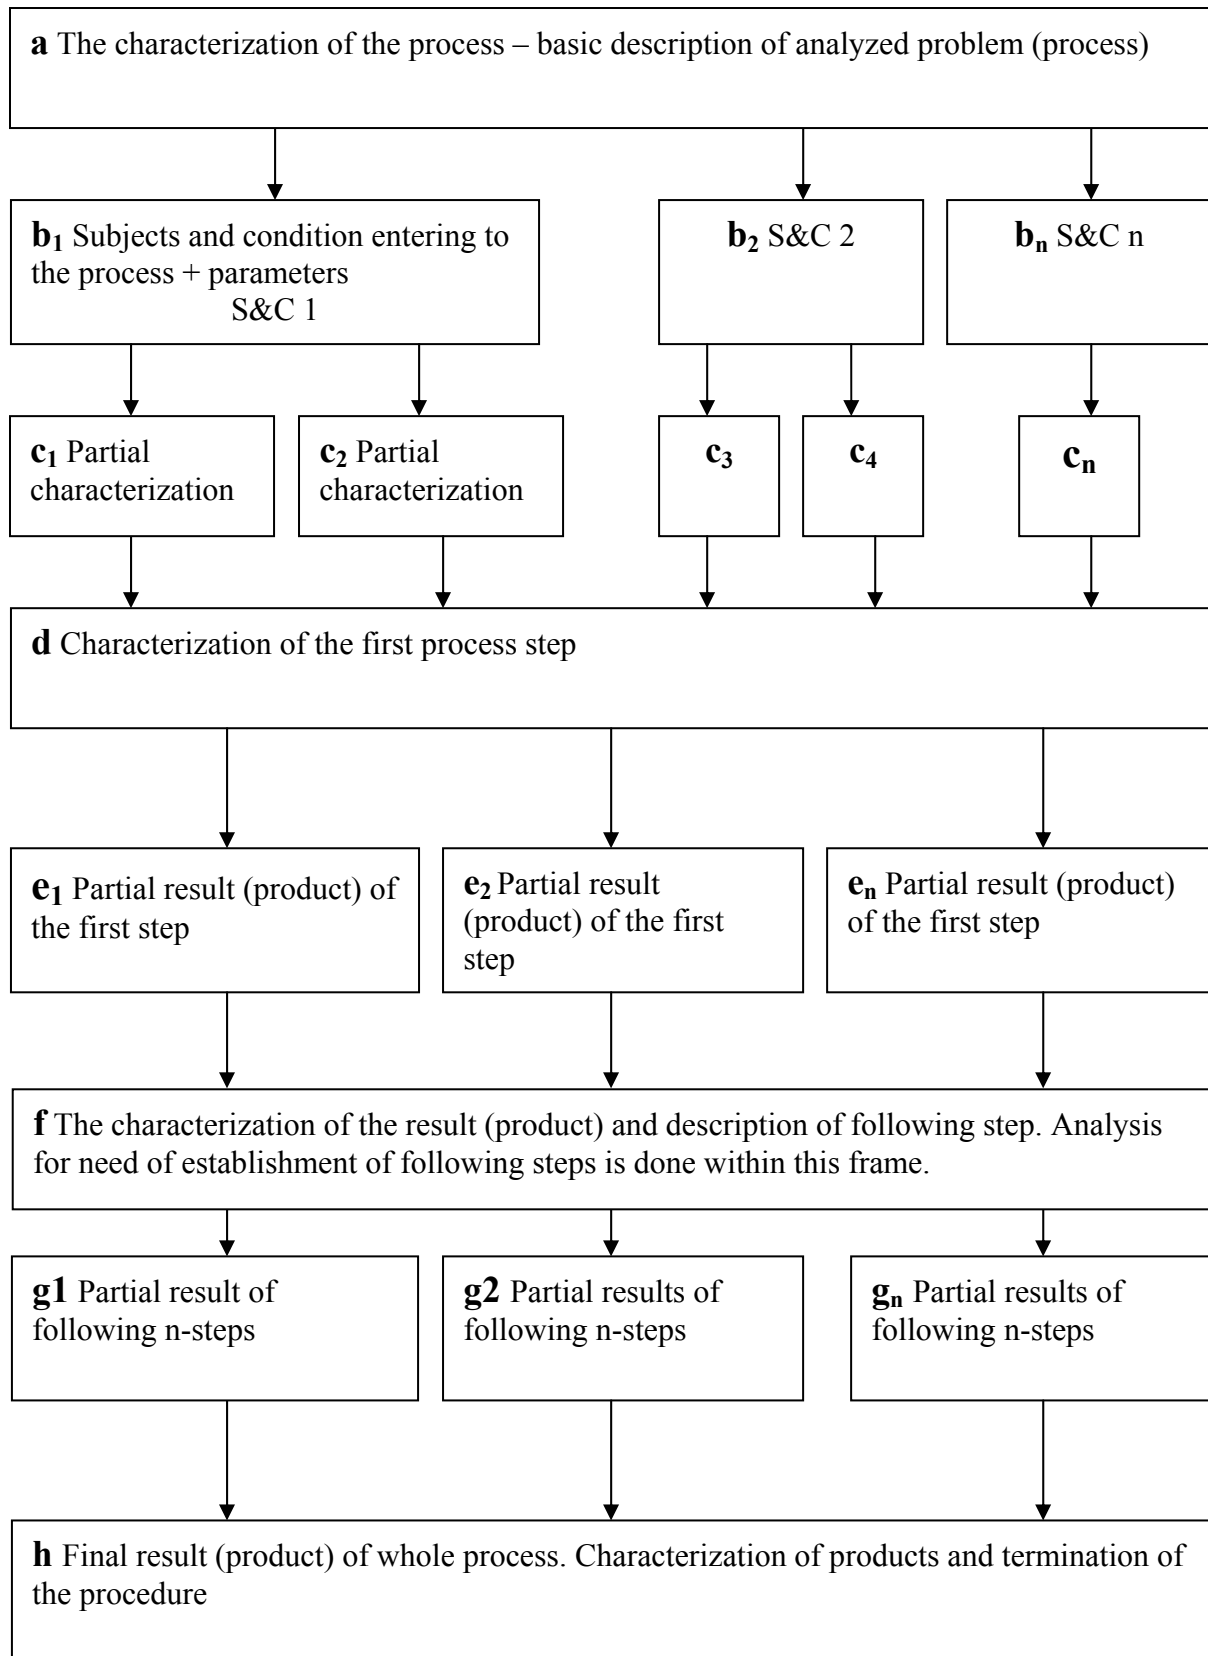 a The characterization of the process – basic description of analyzed problem (process)
b₁ Subjects and condition entering to
the process + parameters
S&C 1
b₂ S&C 2
bₙ S&C n
c₁ Partial
characterization
c₂ Partial
characterization
c₃
c₄
cₙ
d Characterization of the first process step
e₁ Partial result (product) of
the first step
e₂ Partial result
(product) of the first
step
eₙ Partial result (product)
of the first step
f The characterization of the result (product) and description of following step. Analysis
for need of establishment of following steps is done within this frame.
g1 Partial result of
following n-steps
g2 Partial results of
following n-steps
gₙ Partial results of
following n-steps
h Final result (product) of whole process. Characterization of products and termination of
the procedure